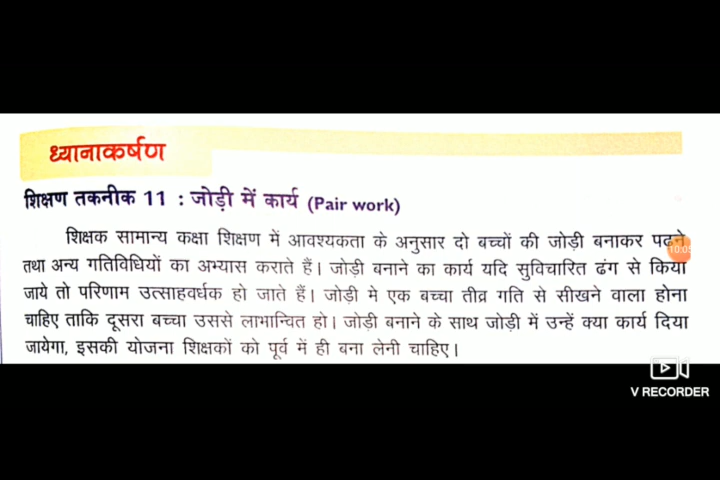 ध्यानाकर्षण
शिक्षण तकनीक 11 : जोड़ी में कार्य (Pair work)
शिक्षक सामान्य कक्षा शिक्षण में आवश्यकता के अनुसार दो बच्चों की जोड़ी बनाकर पढ़ने
तथा अन्य गतिविधियों का अभ्यास कराते हैं। जोड़ी बनाने का कार्य यदि सुविचारित ढंग से किया
जाये तो परिणाम उत्साहवर्धक हो जाते हैं। जोड़ी मे एक बच्चा तीव्र गति से सीखने वाला होना
चाहिए ताकि दूसरा बच्चा उससे लाभान्वित हो। जोड़ी बनाने के साथ जोड़ी में उन्हें क्या कार्य दिया
जायेगा, इसकी योजना शिक्षकों को पूर्व में ही बना लेनी चाहिए।
V RECORDER